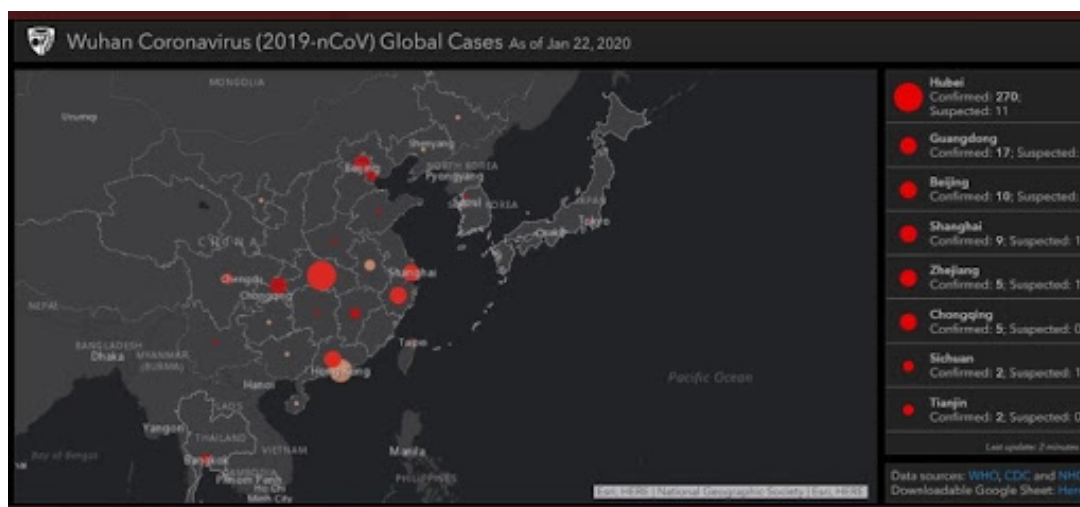 Wuhan Coronavirus (2019-nCoV) Global Cases As of Jan 22, 2020
MONGOLIA
Urumqi
Shenyang
Beijing
NORTH KOREA
Pyongyang
Seoul
SOUTH KOREA
JAPAN
Tokyo
Osaka
CHINA
Chengdu
Shanghai
Chongqing
NEPAL
BANGLADESH
Dhaka
MYANMAR
(BURMA)
Taipei
Hong Kong
Hanoi
Pacific Ocean
LAOS
Yangon
THAILAND
VIETNAM
Manila
Bay of Bengal
Bangkok
CAMBODIA
Phnom Penh
PHILIPPINES
Ho Chi
Minh City
Esri, HERE | National Geographic Society | Esri, HERE
Hubei
Confirmed: 270;
Suspected: 11
Guangdong
Confirmed: 17; Suspected:
Beijing
Confirmed: 10; Suspected:
Shanghai
Confirmed: 9; Suspected: 1
Zhejiang
Confirmed: 5; Suspected: 1
Chongqing
Confirmed: 5; Suspected: 0
Sichuan
Confirmed: 2; Suspected: 1
Tianjin
Confirmed: 2; Suspected: 0
Last update: 2 minutes
Data sources: WHO, CDC and NHC
Downloadable Google Sheet: Here